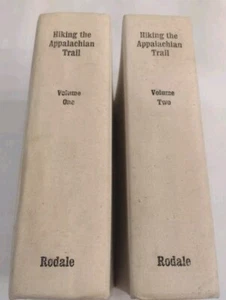 Hiking the
Appalachian
Trail
Volume
One
Rodale
Hiking the
Appalachian
Trail
Volume
Two
Rodale